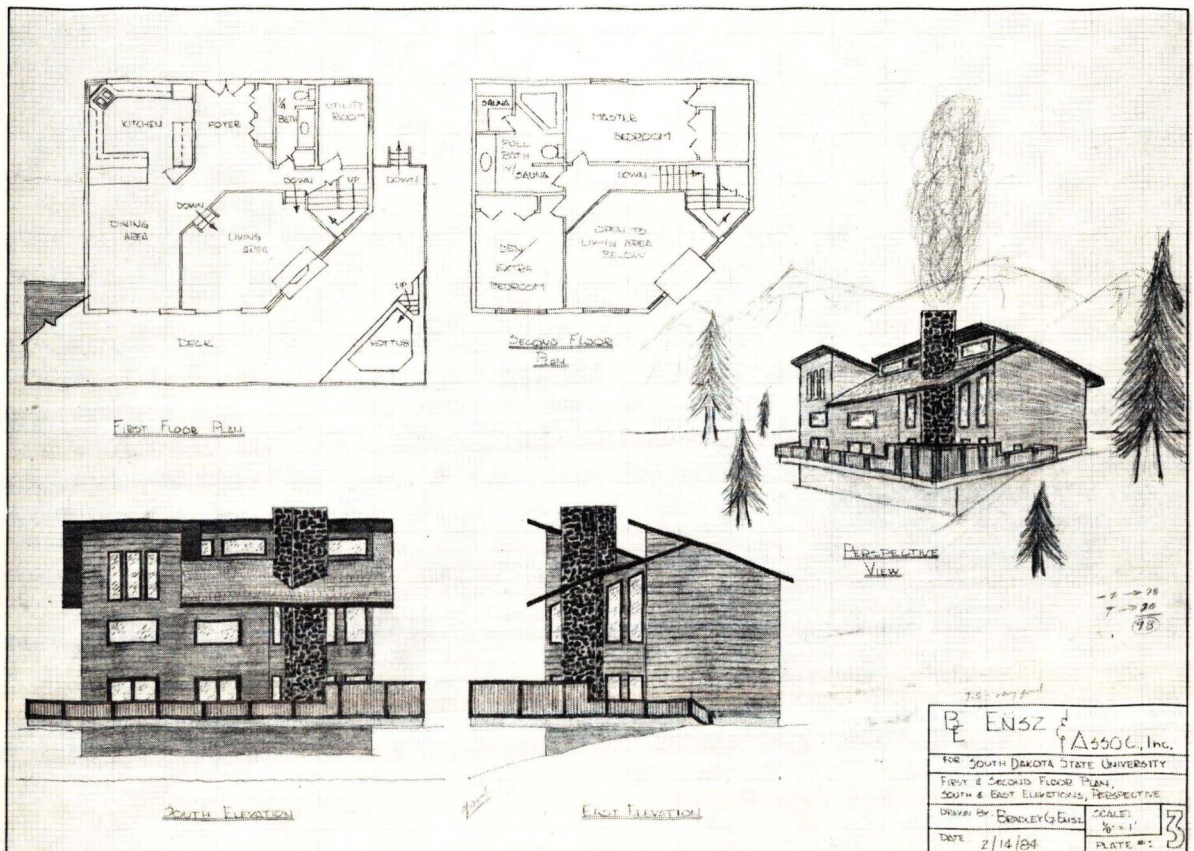 KITCHEN
FOYER
BATH
UTILITY
ROOM
DOWN
UP
DOWN
DOWN
DINING
AREA
LIVING
AREA
UP
HOT TUB
DECK
FIRST FLOOR PLAN
SAUNA
FULL
BATH
W/
SAUNA
MASTER
BEDROOM
DOWN
DEN/
EXTRA
BEDROOM
OPEN TO
LIVING AREA
BELOW
SECOND FLOOR
PLAN
PERSPECTIVE
VIEW
SOUTH ELEVATION
EAST ELEVATION
good
B E ENSZ &
ASSOC., Inc.
FOR: SOUTH DAKOTA STATE UNIVERSITY
FIRST & SECOND FLOOR PLAN,
SOUTH & EAST ELEVATIONS, PERSPECTIVE
DRAWN BY: BRADLEY G ENSZ
SCALE:
1/8" = 1'
DATE 2/14/84
PLATE #: 3